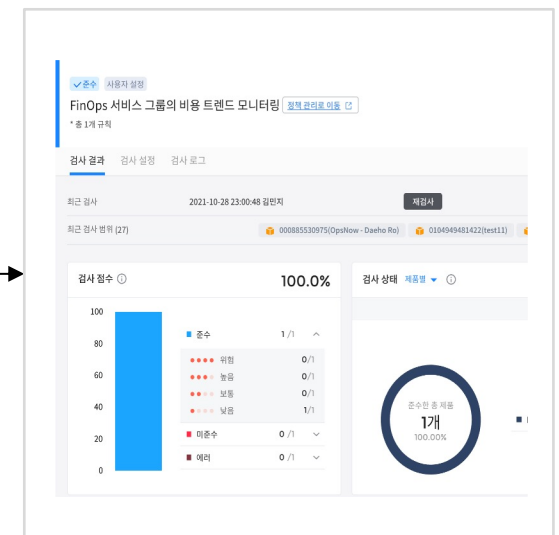 준수 사용자 설정
FinOps 서비스 그룹의 비용 트렌드 모니터링 정책 관리로 이동
* 총 1개 규칙
검사 결과 검사 설정 검사 로그
최근 검사 2021-10-28 23:00:48 김민지 재검사
최근 검사 범위 (27) 000885530975(OpsNow - Daeho Ro) 0104949481422(test11)
검사 점수 100.0%
100
80
60
40
20
0
준수 1 /1
위험 0/1
높음 0/1
보통 0/1
낮음 1/1
미준수 0 /1
에러 0 /1
검사 상태 제품별
준수한 총 제품
1개
100.00%